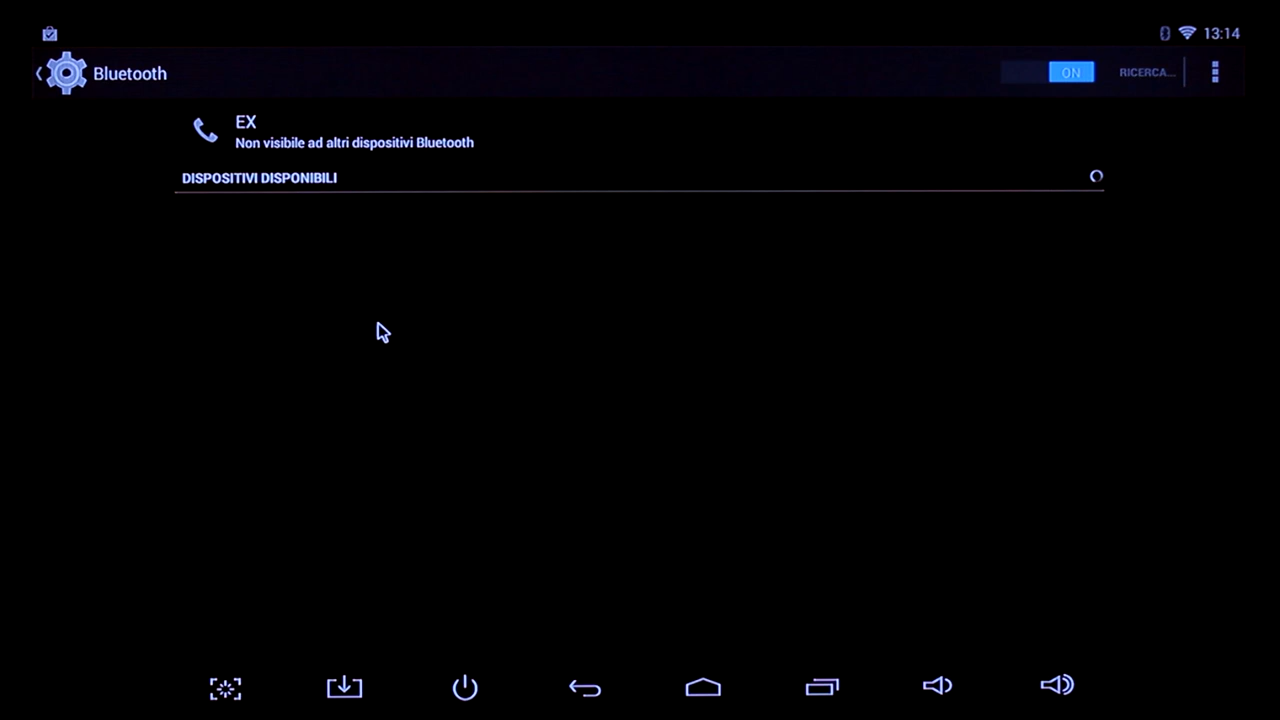 13:14
Bluetooth
ON
RICERCA...
EX
Non visibile ad altri dispositivi Bluetooth
DISPOSITIVI DISPONIBILI